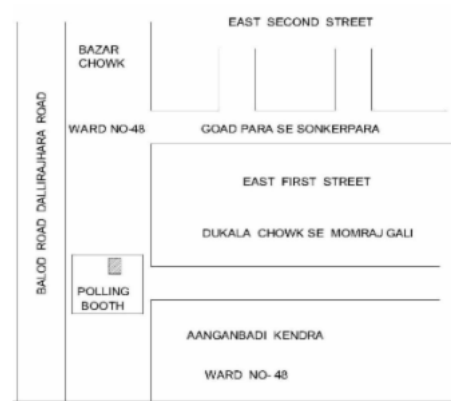 EAST SECOND STREET
BAZAR
CHOWK
WARD NO-48
GOAD PARA SE SONKERPARA
BALOD ROAD DALLIRAJHARA ROAD
EAST FIRST STREET
DUKALA CHOWK SE MOMRAJ GALI
POLLING
BOOTH
AANGANBADI KENDRA
WARD NO- 48